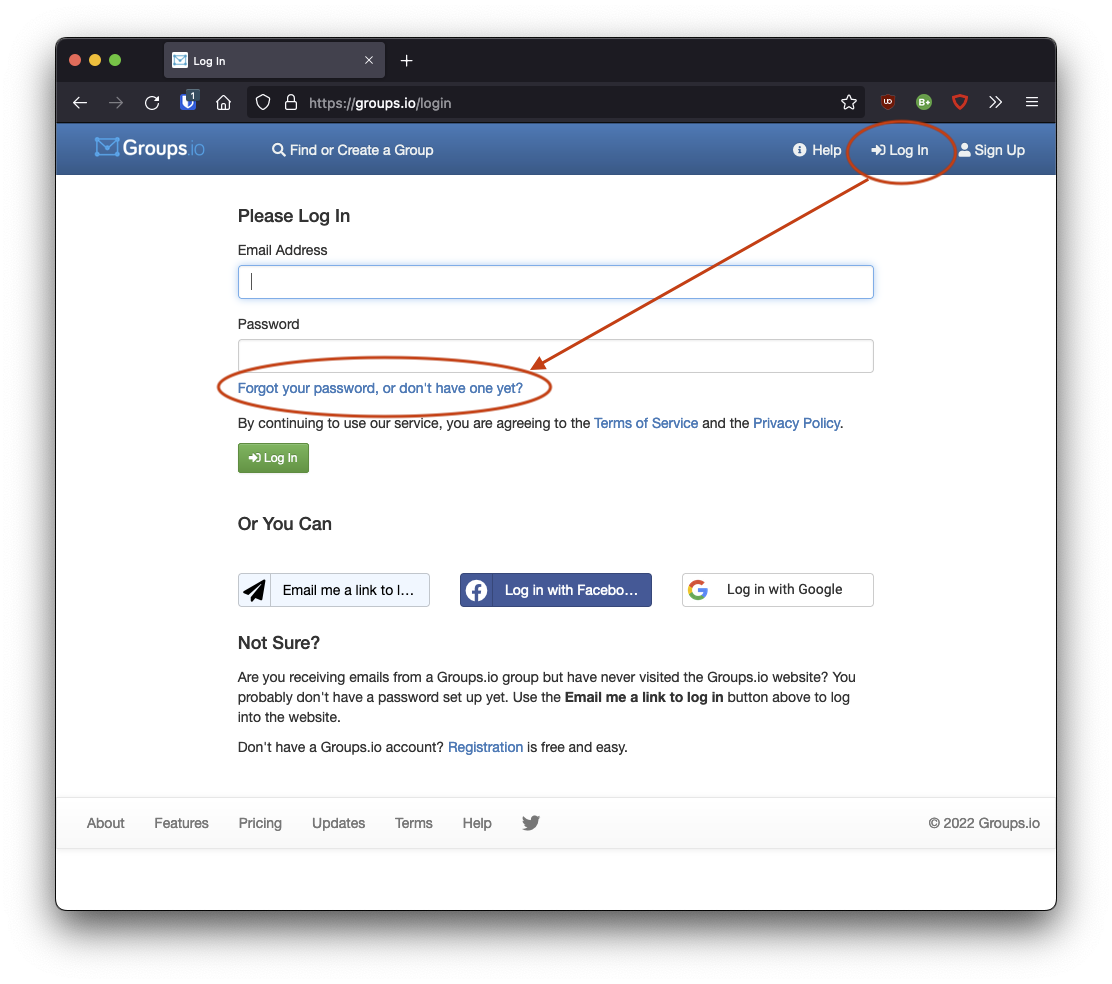 Log In
1
https://groups.io/login
UD
B+
Groups.io
Find or Create a Group
Help
Log In
Sign Up
Please Log In
Email Address
Password
Forgot your password, or don't have one yet?
By continuing to use our service, you are agreeing to the Terms of Service and the Privacy Policy.
Log In
Or You Can
Email me a link to l...
Log in with Facebo...
Log in with Google
Not Sure?
Are you receiving emails from a Groups.io group but have never visited the Groups.io website? You
probably don't have a password set up yet. Use the Email me a link to log in button above to log
into the website.
Don't have a Groups.io account? Registration is free and easy.
About
Features
Pricing
Updates
Terms
Help
© 2022 Groups.io